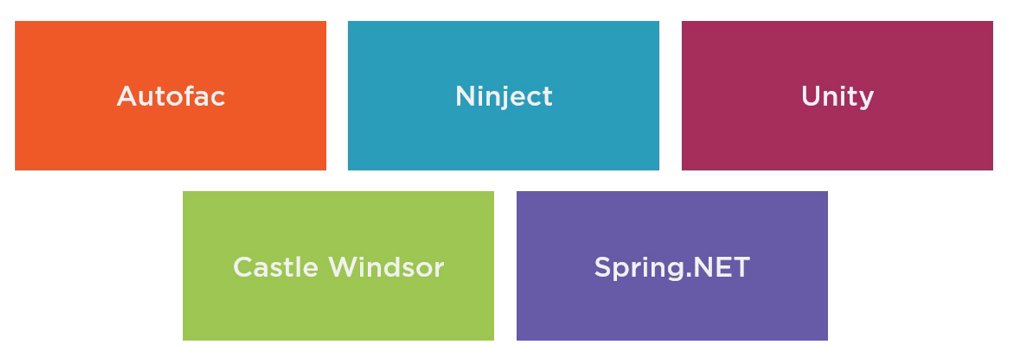 Autofac
Ninject
Unity
Castle Windsor
Spring.NET